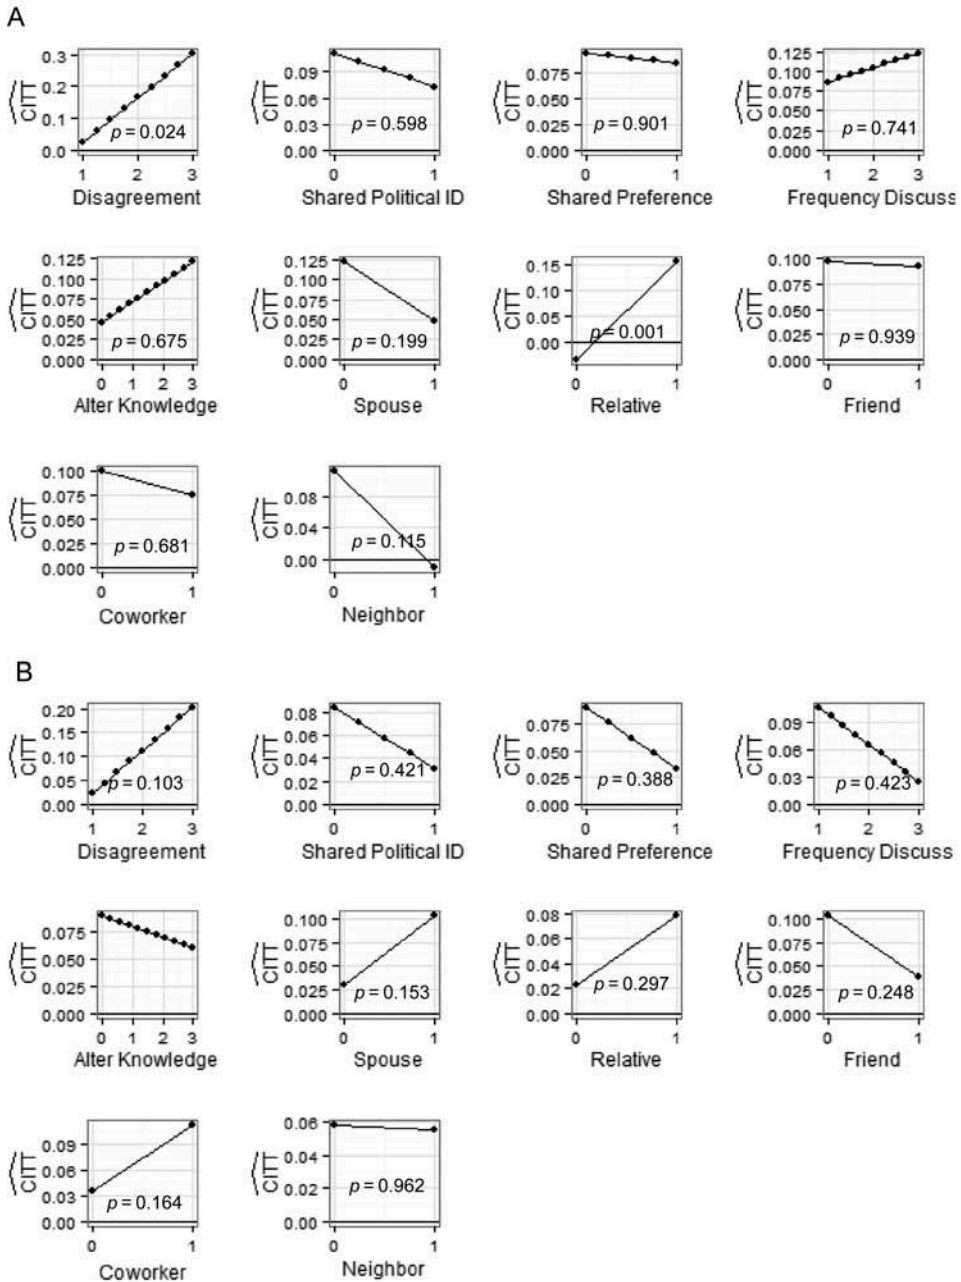 A
0.3
0.2
0.1
0.0
CITT
p = 0.024
1 2 3
Disagreement
0.09
0.06
0.03
0.00
CITT
p = 0.598
0 1
Shared Political ID
0.075
0.050
0.025
0.000
CITT
p = 0.901
0 1
Shared Preference
0.125
0.100
0.075
0.050
0.025
0.000
CITT
p = 0.741
1 2 3
Frequency Discuss
0.125
0.100
0.075
0.050
0.025
0.000
CITT
p = 0.675
0 1 2 3
Alter Knowledge
0.125
0.100
0.075
0.050
0.025
0.000
CITT
p = 0.199
0 1
Spouse
0.15
0.10
0.05
0.00
CITT
p = 0.001
0 1
Relative
0.100
0.075
0.050
0.025
0.000
CITT
p = 0.939
0 1
Friend
0.100
0.075
0.050
0.025
0.000
CITT
p = 0.681
0 1
Coworker
0.08
0.04
0.00
CITT
p = 0.115
0 1
Neighbor
B
0.20
0.15
0.10
0.05
0.00
CITT
p = 0.103
1 2 3
Disagreement
0.08
0.06
0.04
0.02
0.00
CITT
p = 0.421
0 1
Shared Political ID
0.075
0.050
0.025
0.000
CITT
p = 0.388
0 1
Shared Preference
0.09
0.06
0.03
0.00
CITT
p = 0.423
1 2 3
Frequency Discuss
0.075
0.050
0.025
0.000
CITT
0 1 2 3
Alter Knowledge
0.100
0.075
0.050
0.025
0.000
CITT
p = 0.153
0 1
Spouse
0.08
0.06
0.04
0.02
0.00
CITT
p = 0.297
0 1
Relative
0.100
0.075
0.050
0.025
0.000
CITT
p = 0.248
0 1
Friend
0.09
0.06
0.03
0.00
CITT
p = 0.164
0 1
Coworker
0.06
0.04
0.02
0.00
CITT
p = 0.962
0 1
Neighbor